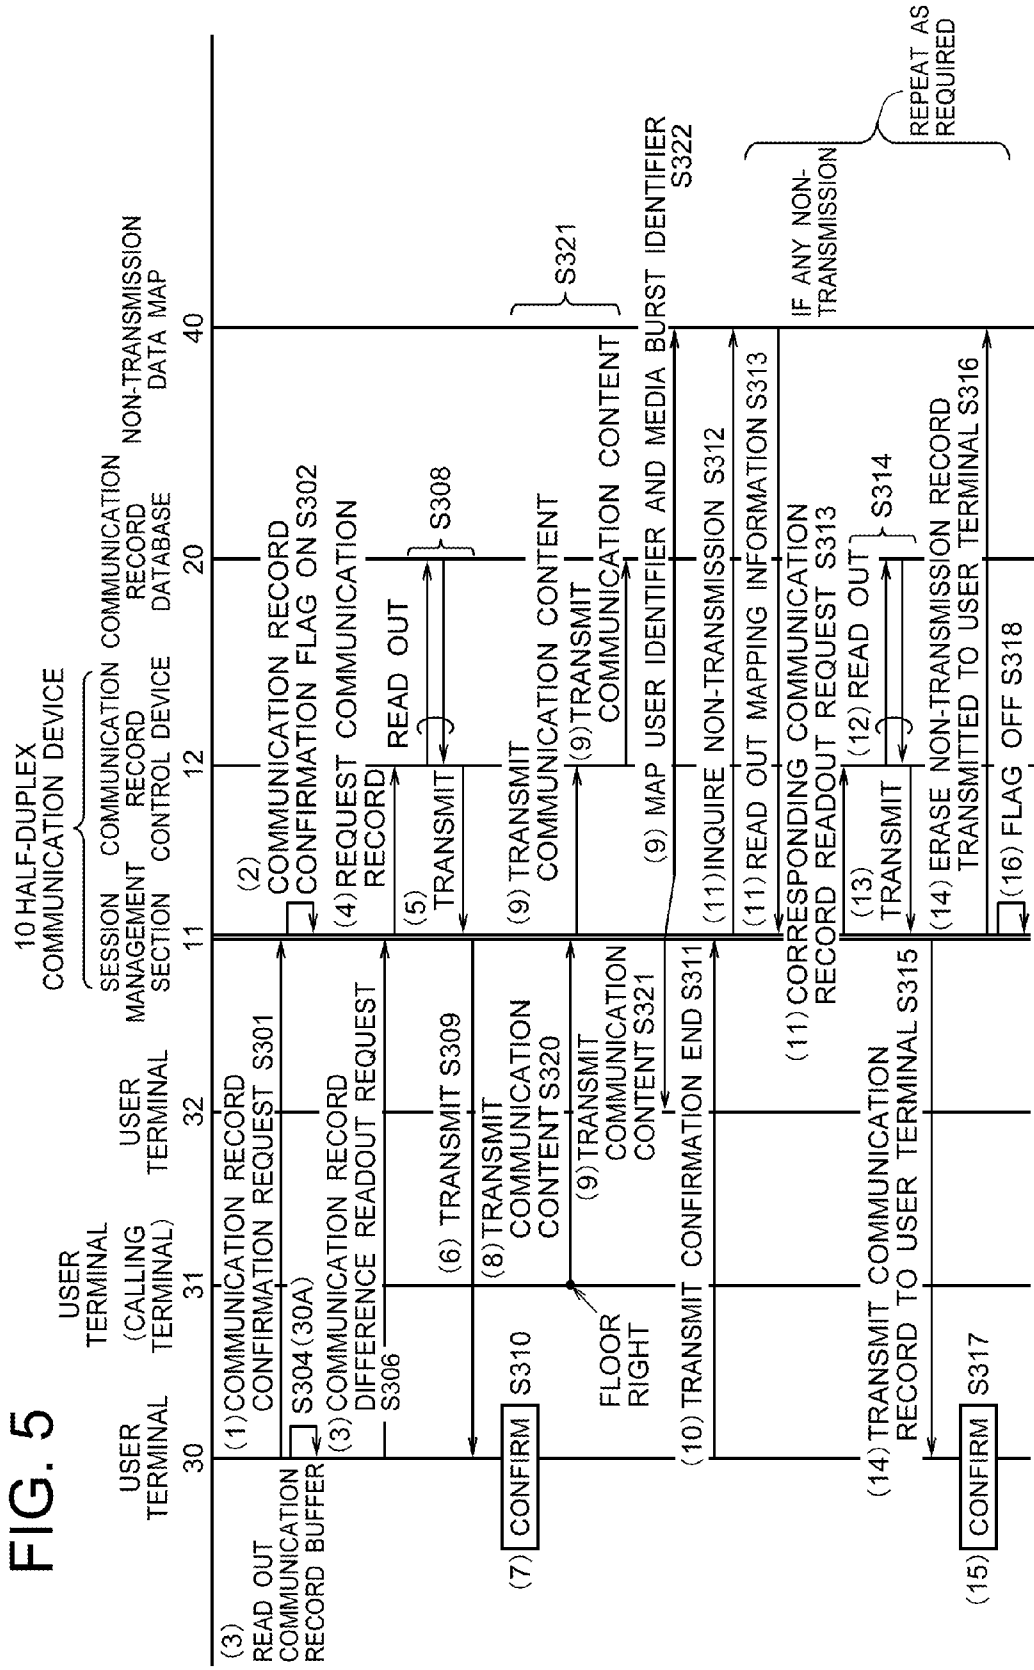 FIG. 5
10 HALF-DUPLEX
COMMUNICATION DEVICE
USER
TERMINAL
30
USER
TERMINAL
(CALLING
TERMINAL)
31
USER
TERMINAL
32
SESSION
MANAGEMENT
SECTION
11
COMMUNICATION
RECORD
CONTROL DEVICE
12
COMMUNICATION
RECORD
DATABASE
20
NON-TRANSMISSION
DATA MAP
40
(1) COMMUNICATION RECORD
CONFIRMATION REQUEST S301
(2)
COMMUNICATION RECORD
CONFIRMATION FLAG ON S302
(3)
READ OUT
COMMUNICATION
RECORD BUFFER
S304(30A)
(3) COMMUNICATION RECORD
DIFFERENCE READOUT REQUEST
S306
(4) REQUEST COMMUNICATION
RECORD
READ OUT
S308
(5)
TRANSMIT
(6) TRANSMIT S309
(7) CONFIRM S310
(8) TRANSMIT
COMMUNICATION
CONTENT S320
FLOOR
RIGHT
(9) TRANSMIT
COMMUNICATION CONTENT
(9) TRANSMIT
COMMUNICATION CONTENT
S321
(9) TRANSMIT
COMMUNICATION
CONTENT S321
(9) MAP USER IDENTIFIER AND MEDIA BURST IDENTIFIER
S322
(10) TRANSMIT CONFIRMATION END S311
(11) INQUIRE NON-TRANSMISSION S312
(11) READ OUT MAPPING INFORMATION S313
IF ANY NON-
TRANSMISSION
REPEAT AS
REQUIRED
(11) CORRESPONDING COMMUNICATION
RECORD READOUT REQUEST S313
(12) READ OUT
S314
(13)
TRANSMIT
(14) TRANSMIT COMMUNICATION
RECORD TO USER TERMINAL S315
(14) ERASE NON-TRANSMISSION RECORD
TRANSMITTED TO USER TERMINAL S316
(15) CONFIRM S317
(16) FLAG OFF S318